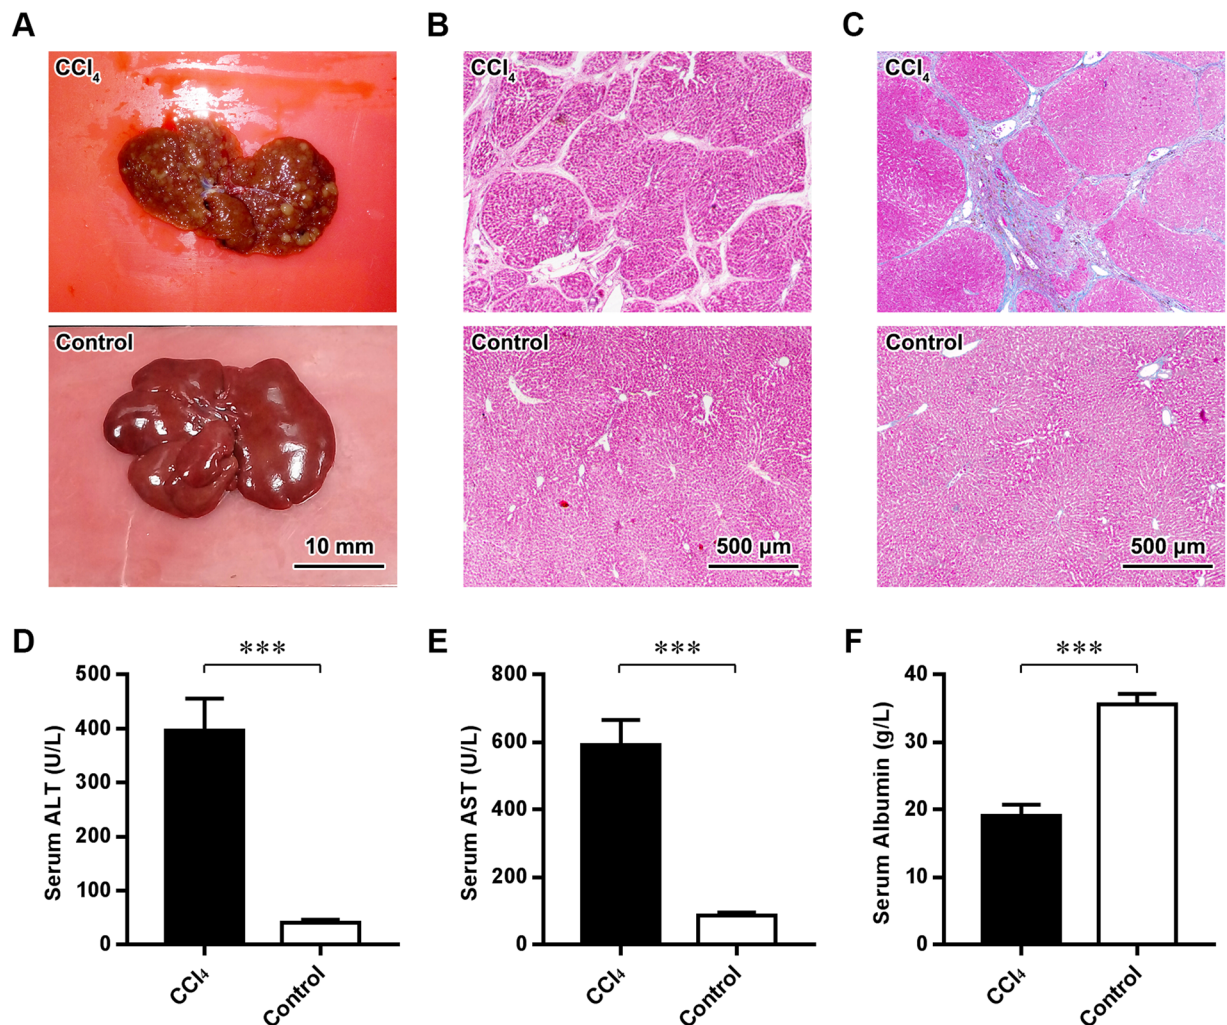 A
B
C
CCl₄
CCl₄
CCl₄
Control
Control
Control
10 mm
500 µm
500 µm
D
E
F
***
***
***
Serum ALT (U/L)
500
400
300
200
100
0
CCl₄
Control
Serum AST (U/L)
800
600
400
200
0
CCl₄
Control
Serum Albumin (g/L)
40
30
20
10
0
CCl₄
Control